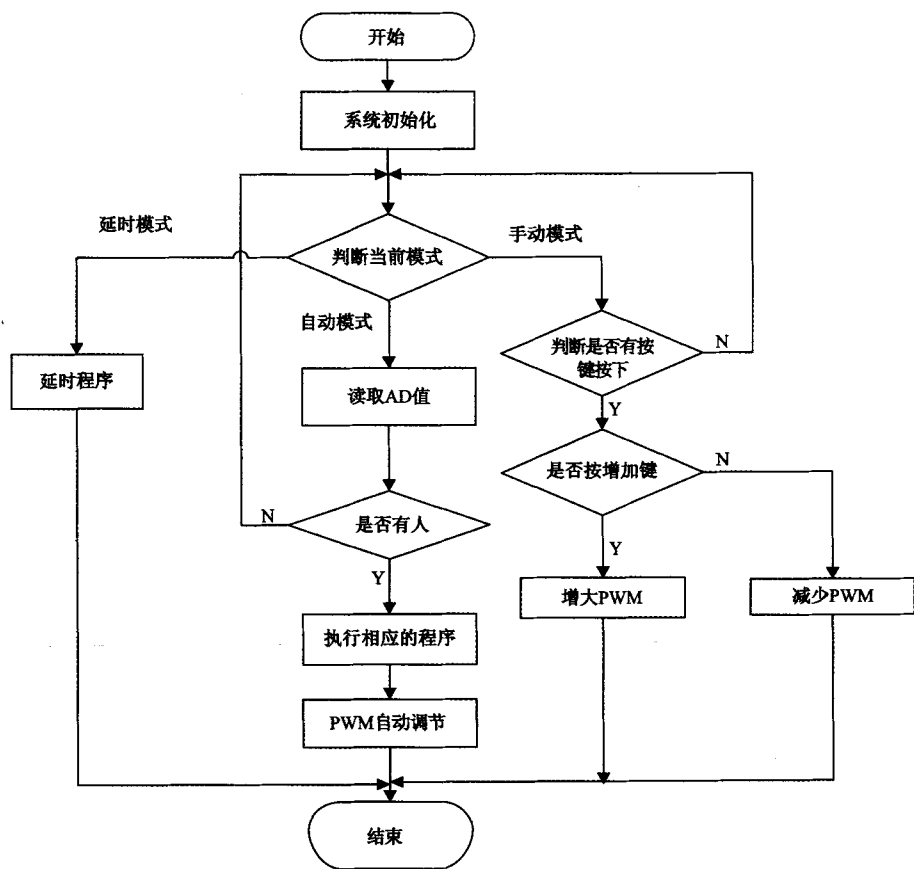 开始
系统初始化
延时模式
手动模式
判断当前模式
自动模式
判断是否有按
键按下
N
延时程序
读取AD值
Y
是否按增加键
N
是否有人
N
Y
Y
增大PWM
减少PWM
执行相应的程序
PWM自动调节
结束